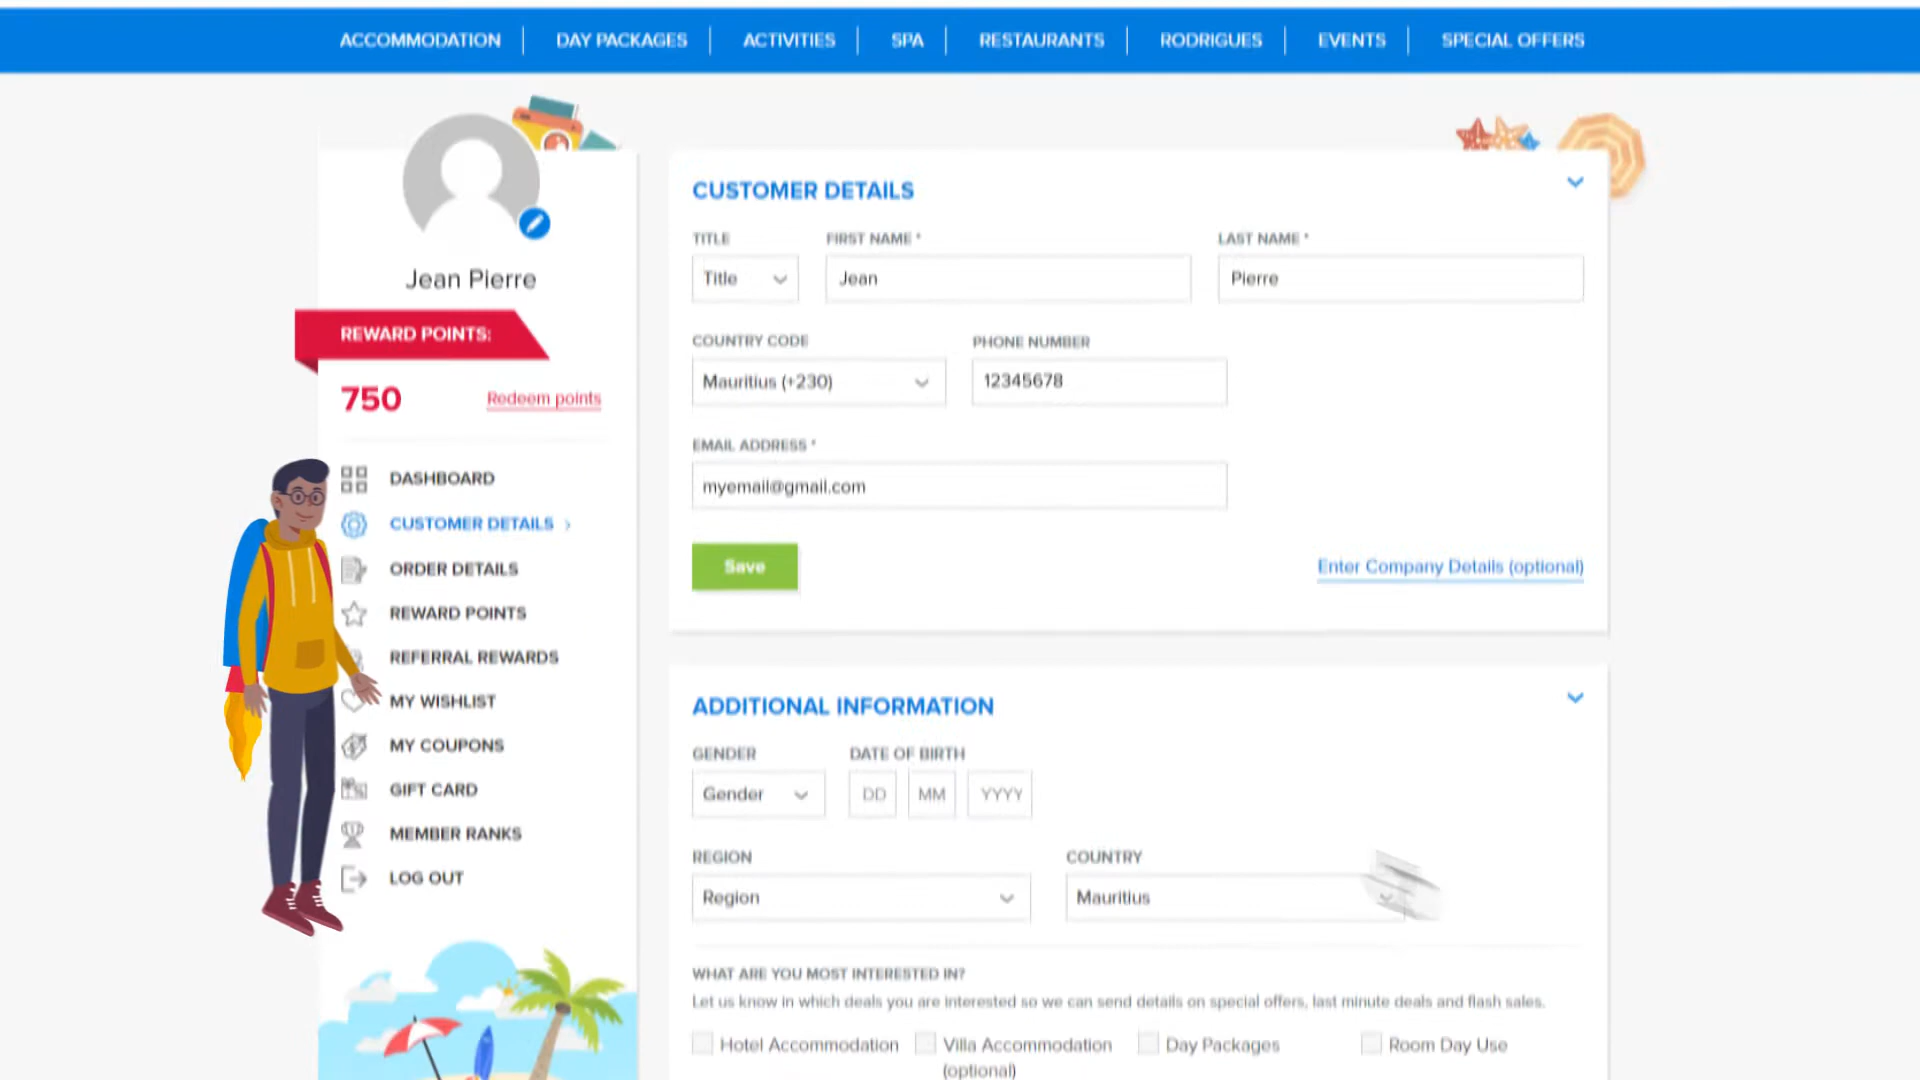 ACCOMMODATION DAY PACKAGES ACTIVITIES SPA RESTAURANTS RODRIGUES EVENTS SPECIAL OFFERS
Jean Pierre
REWARD POINTS:
750 Redeem points
DASHBOARD
CUSTOMER DETAILS
ORDER DETAILS
REWARD POINTS
REFERRAL REWARDS
MY WISHLIST
MY COUPONS
GIFT CARD
MEMBER RANKS
LOG OUT
CUSTOMER DETAILS
TITLE FIRST NAME * LAST NAME *
Title Jean Pierre
COUNTRY CODE PHONE NUMBER
Mauritius (+230) 12345678
EMAIL ADDRESS *
myemail@gmail.com
Save Enter Company Details (optional)
ADDITIONAL INFORMATION
GENDER DATE OF BIRTH
Gender DD MM YYYY
REGION COUNTRY
Region Mauritius
WHAT ARE YOU MOST INTERESTED IN?
Let us know in which deals you are interested so we can send details on special offers, last minute deals and flash sales.
Hotel Accommodation Villa Accommodation Day Packages Room Day Use
(optional)